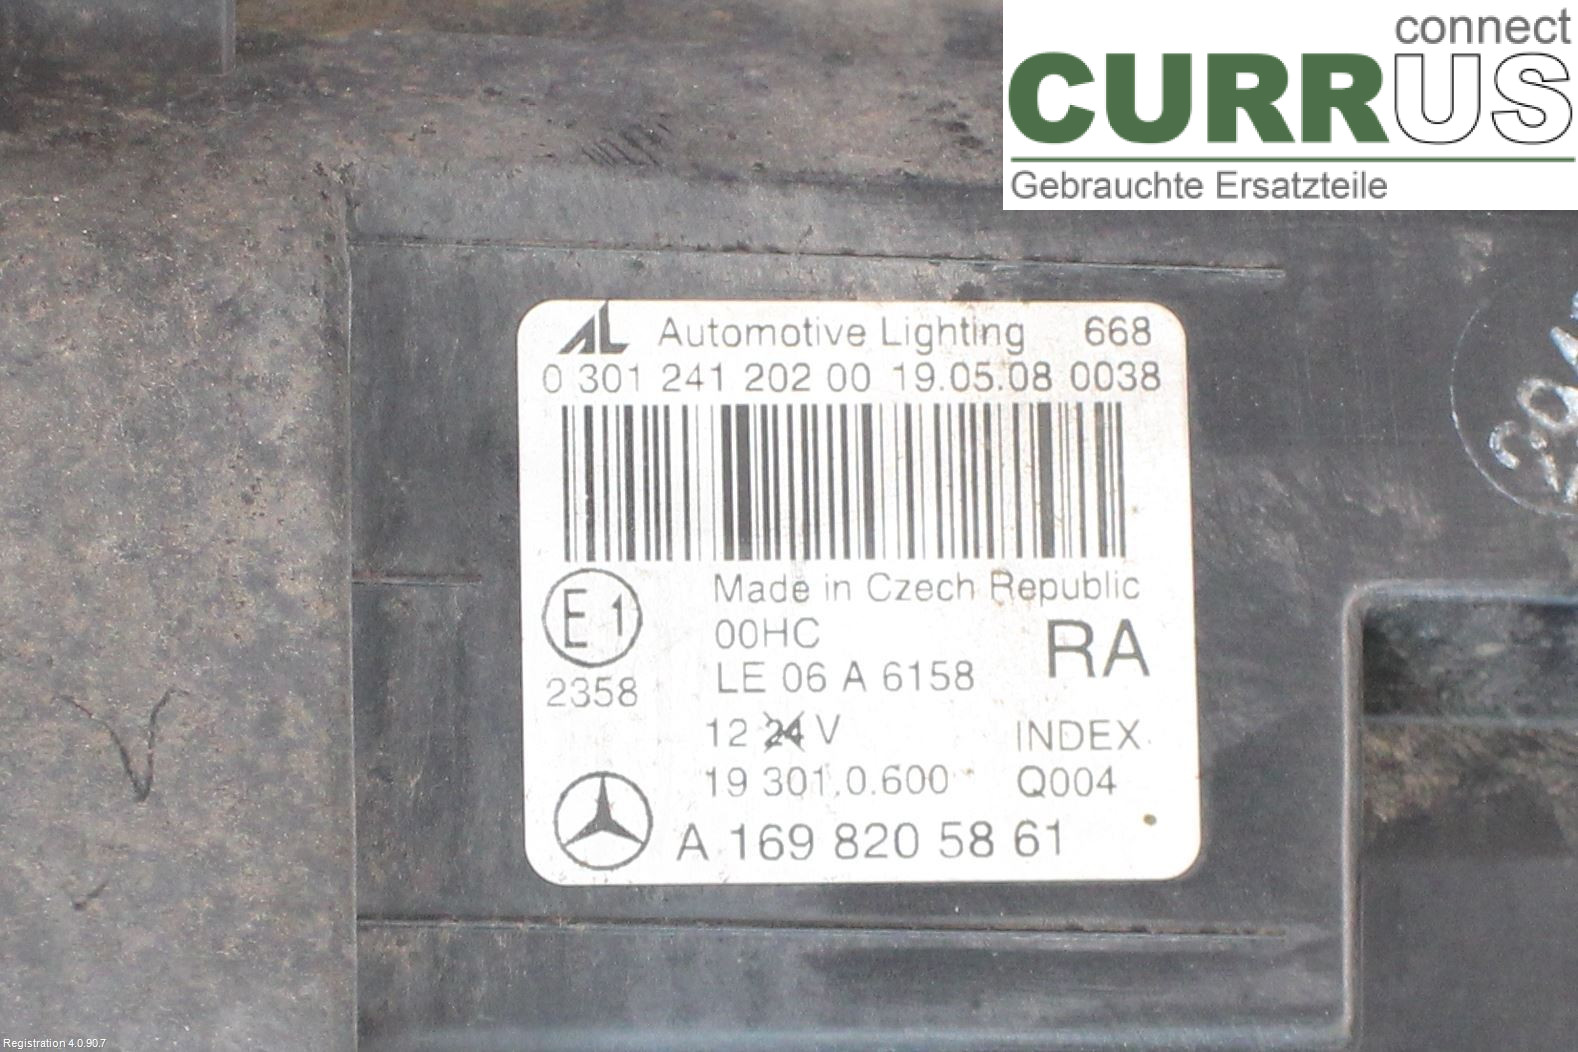 connect
CURRUS
Gebrauchte Ersatzteile
AL Automotive Lighting 668
0 301 241 202 00 19.05.08 0038
Made in Czech Republic
E1
00HC
RA
LE 06 A 6158
2358
12 24 V
INDEX
19 301.0.600
Q004
A 169 820 58 61
Registration 4.0.90.7